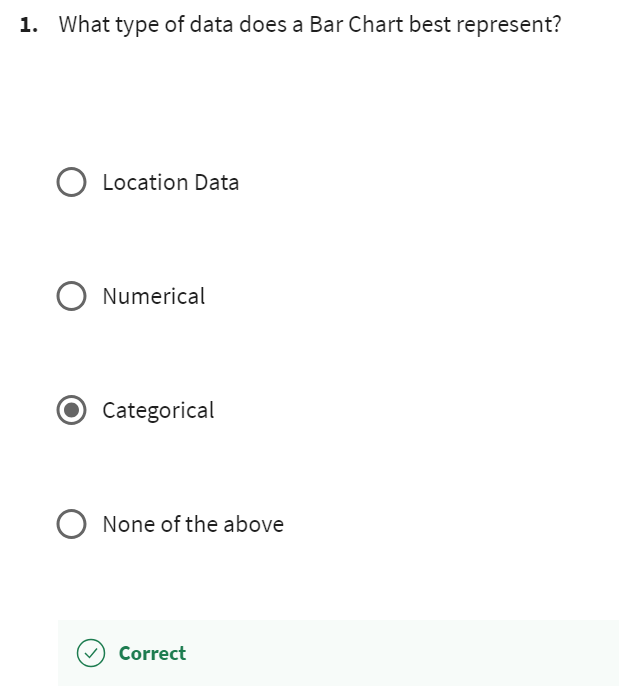 1. What type of data does a Bar Chart best represent?
Location Data
Numerical
Categorical
None of the above
Correct